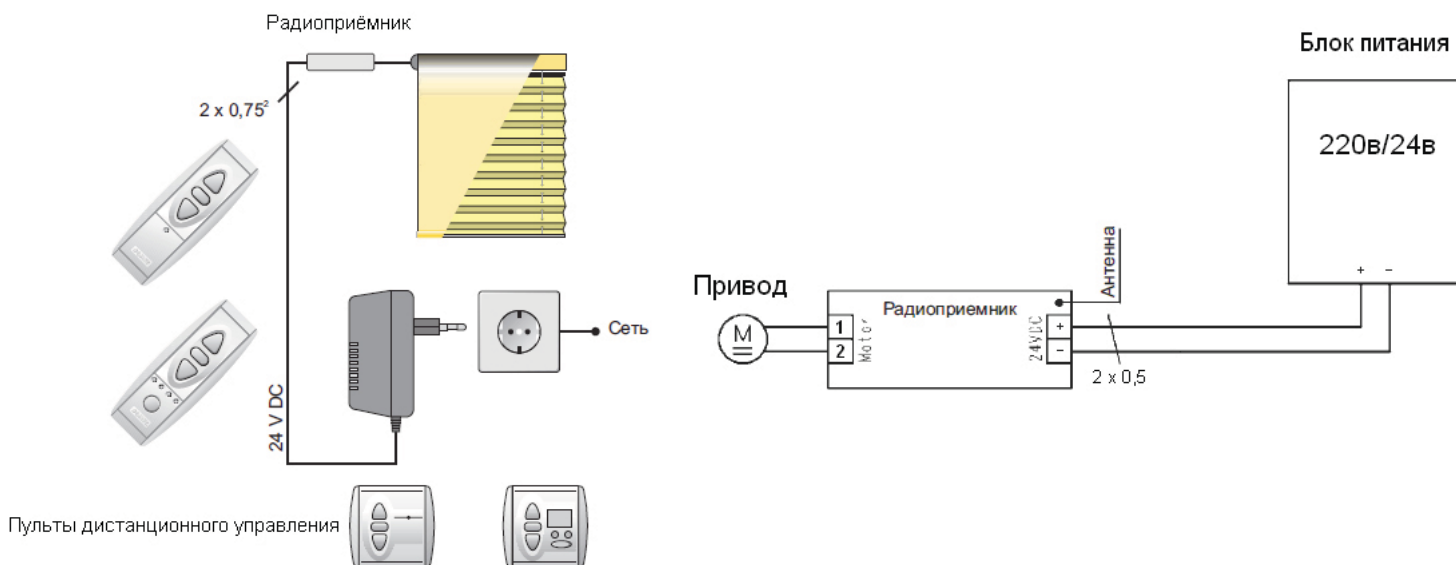 Радиоприёмник
2 x 0,75²
24 V DC
Сеть
Пульты дистанционного управления
Блок питания
220в/24в
+ −
Привод
M
1
2
Motor
Радиоприемник
Антенна
24VDC
+
−
2 x 0,5